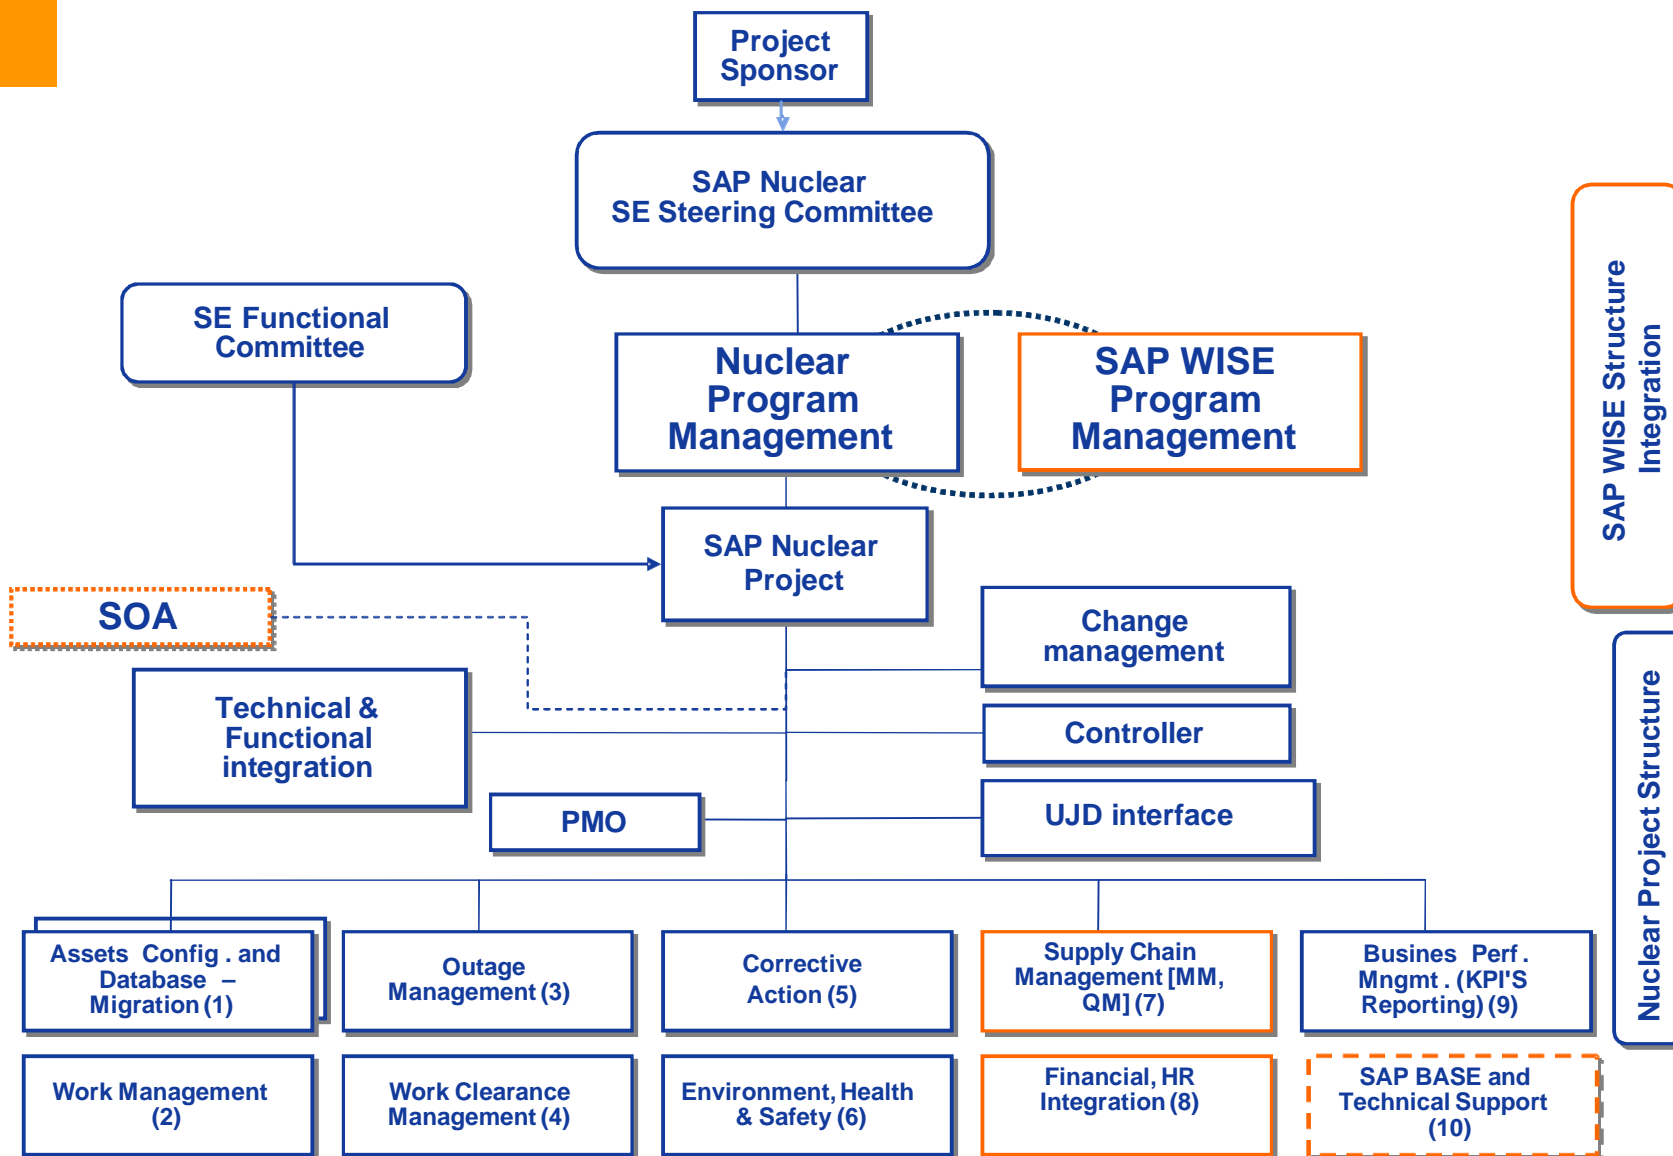 Project
Sponsor
SAP Nuclear
SE Steering Committee
SE Functional
Committee
Nuclear
Program
Management
SAP WISE
Program
Management
SAP WISE Structure
Integration
SAP Nuclear
Project
SOA
Change
management
Technical &
Functional
integration
Controller
PMO
UJD interface
Nuclear Project Structure
Assets Config . and
Database –
Migration (1)
Outage
Management (3)
Corrective
Action (5)
Supply Chain
Management [MM,
QM] (7)
Busines Perf .
Mngmt . (KPI'S
Reporting) (9)
Work Management
(2)
Work Clearance
Management (4)
Environment, Health
& Safety (6)
Financial, HR
Integration (8)
SAP BASE and
Technical Support
(10)